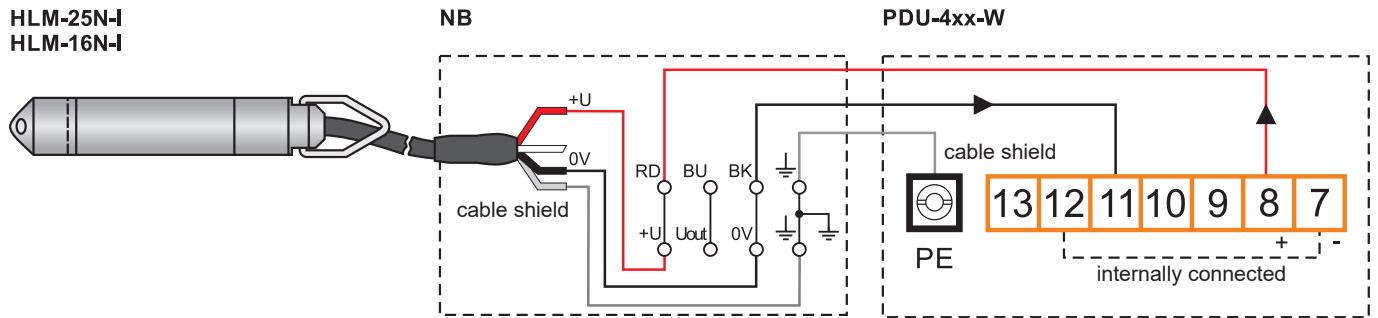 HLM-25N-I
HLM-16N-I
NB
PDU-4xx-W
+U
0V
cable shield
RD BU BK
+U Uout 0V
cable shield
PE
13 12 11 10 9 8 7
+ -
internally connected